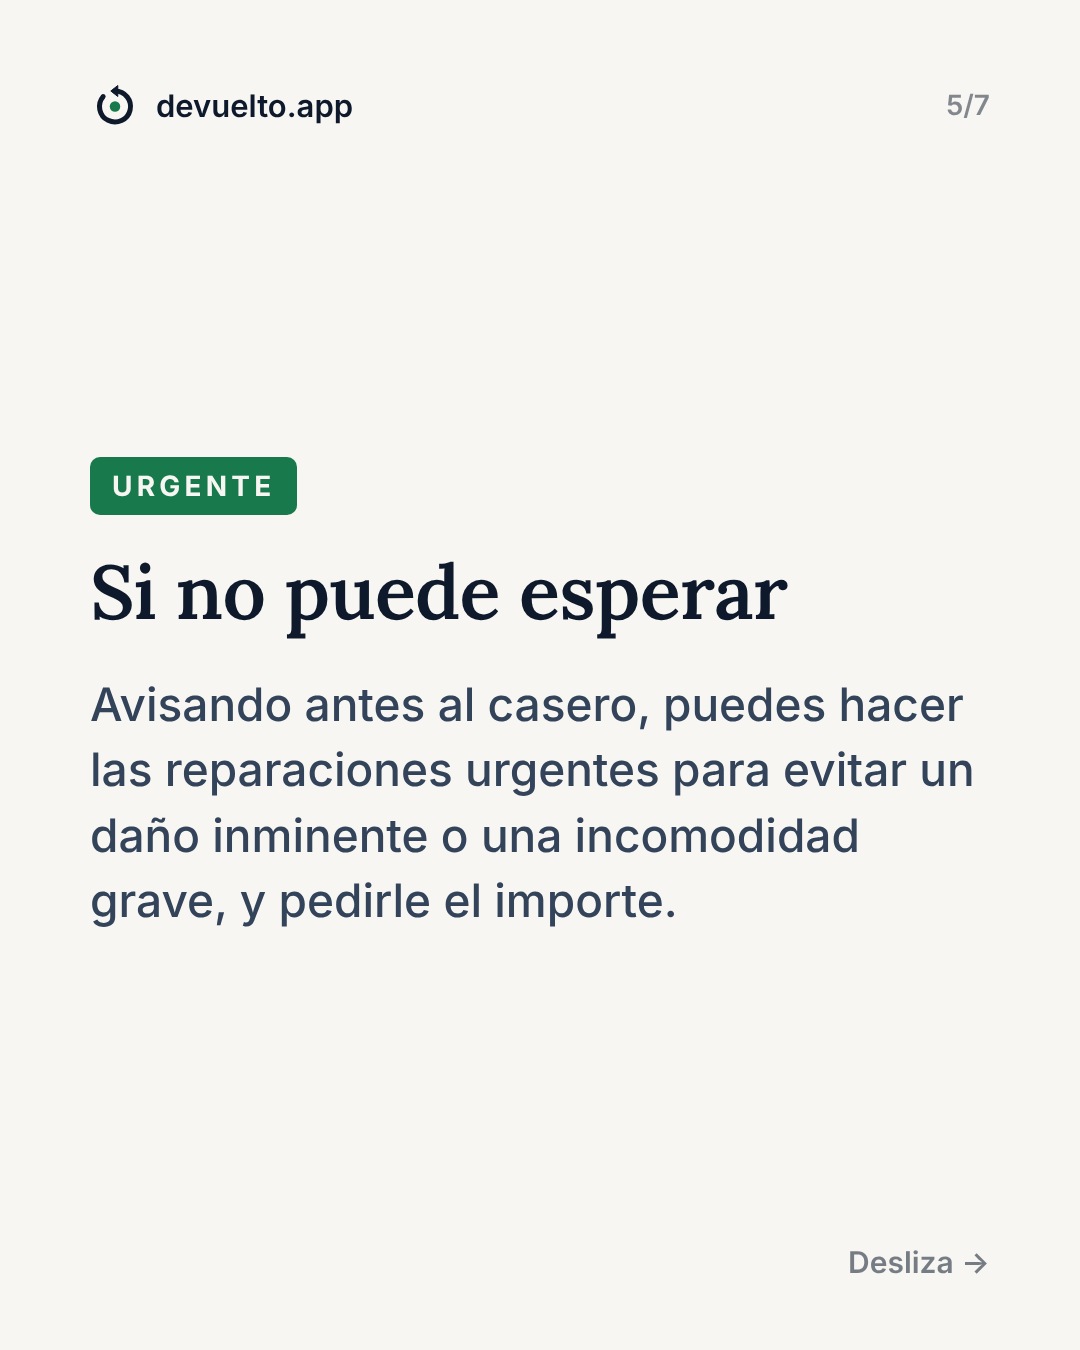 devuelto.app
5/7
URGENTE
Si no puede esperar
Avisando antes al casero, puedes hacer
las reparaciones urgentes para evitar un
daño inminente o una incomodidad
grave, y pedirle el importe.
Desliza →